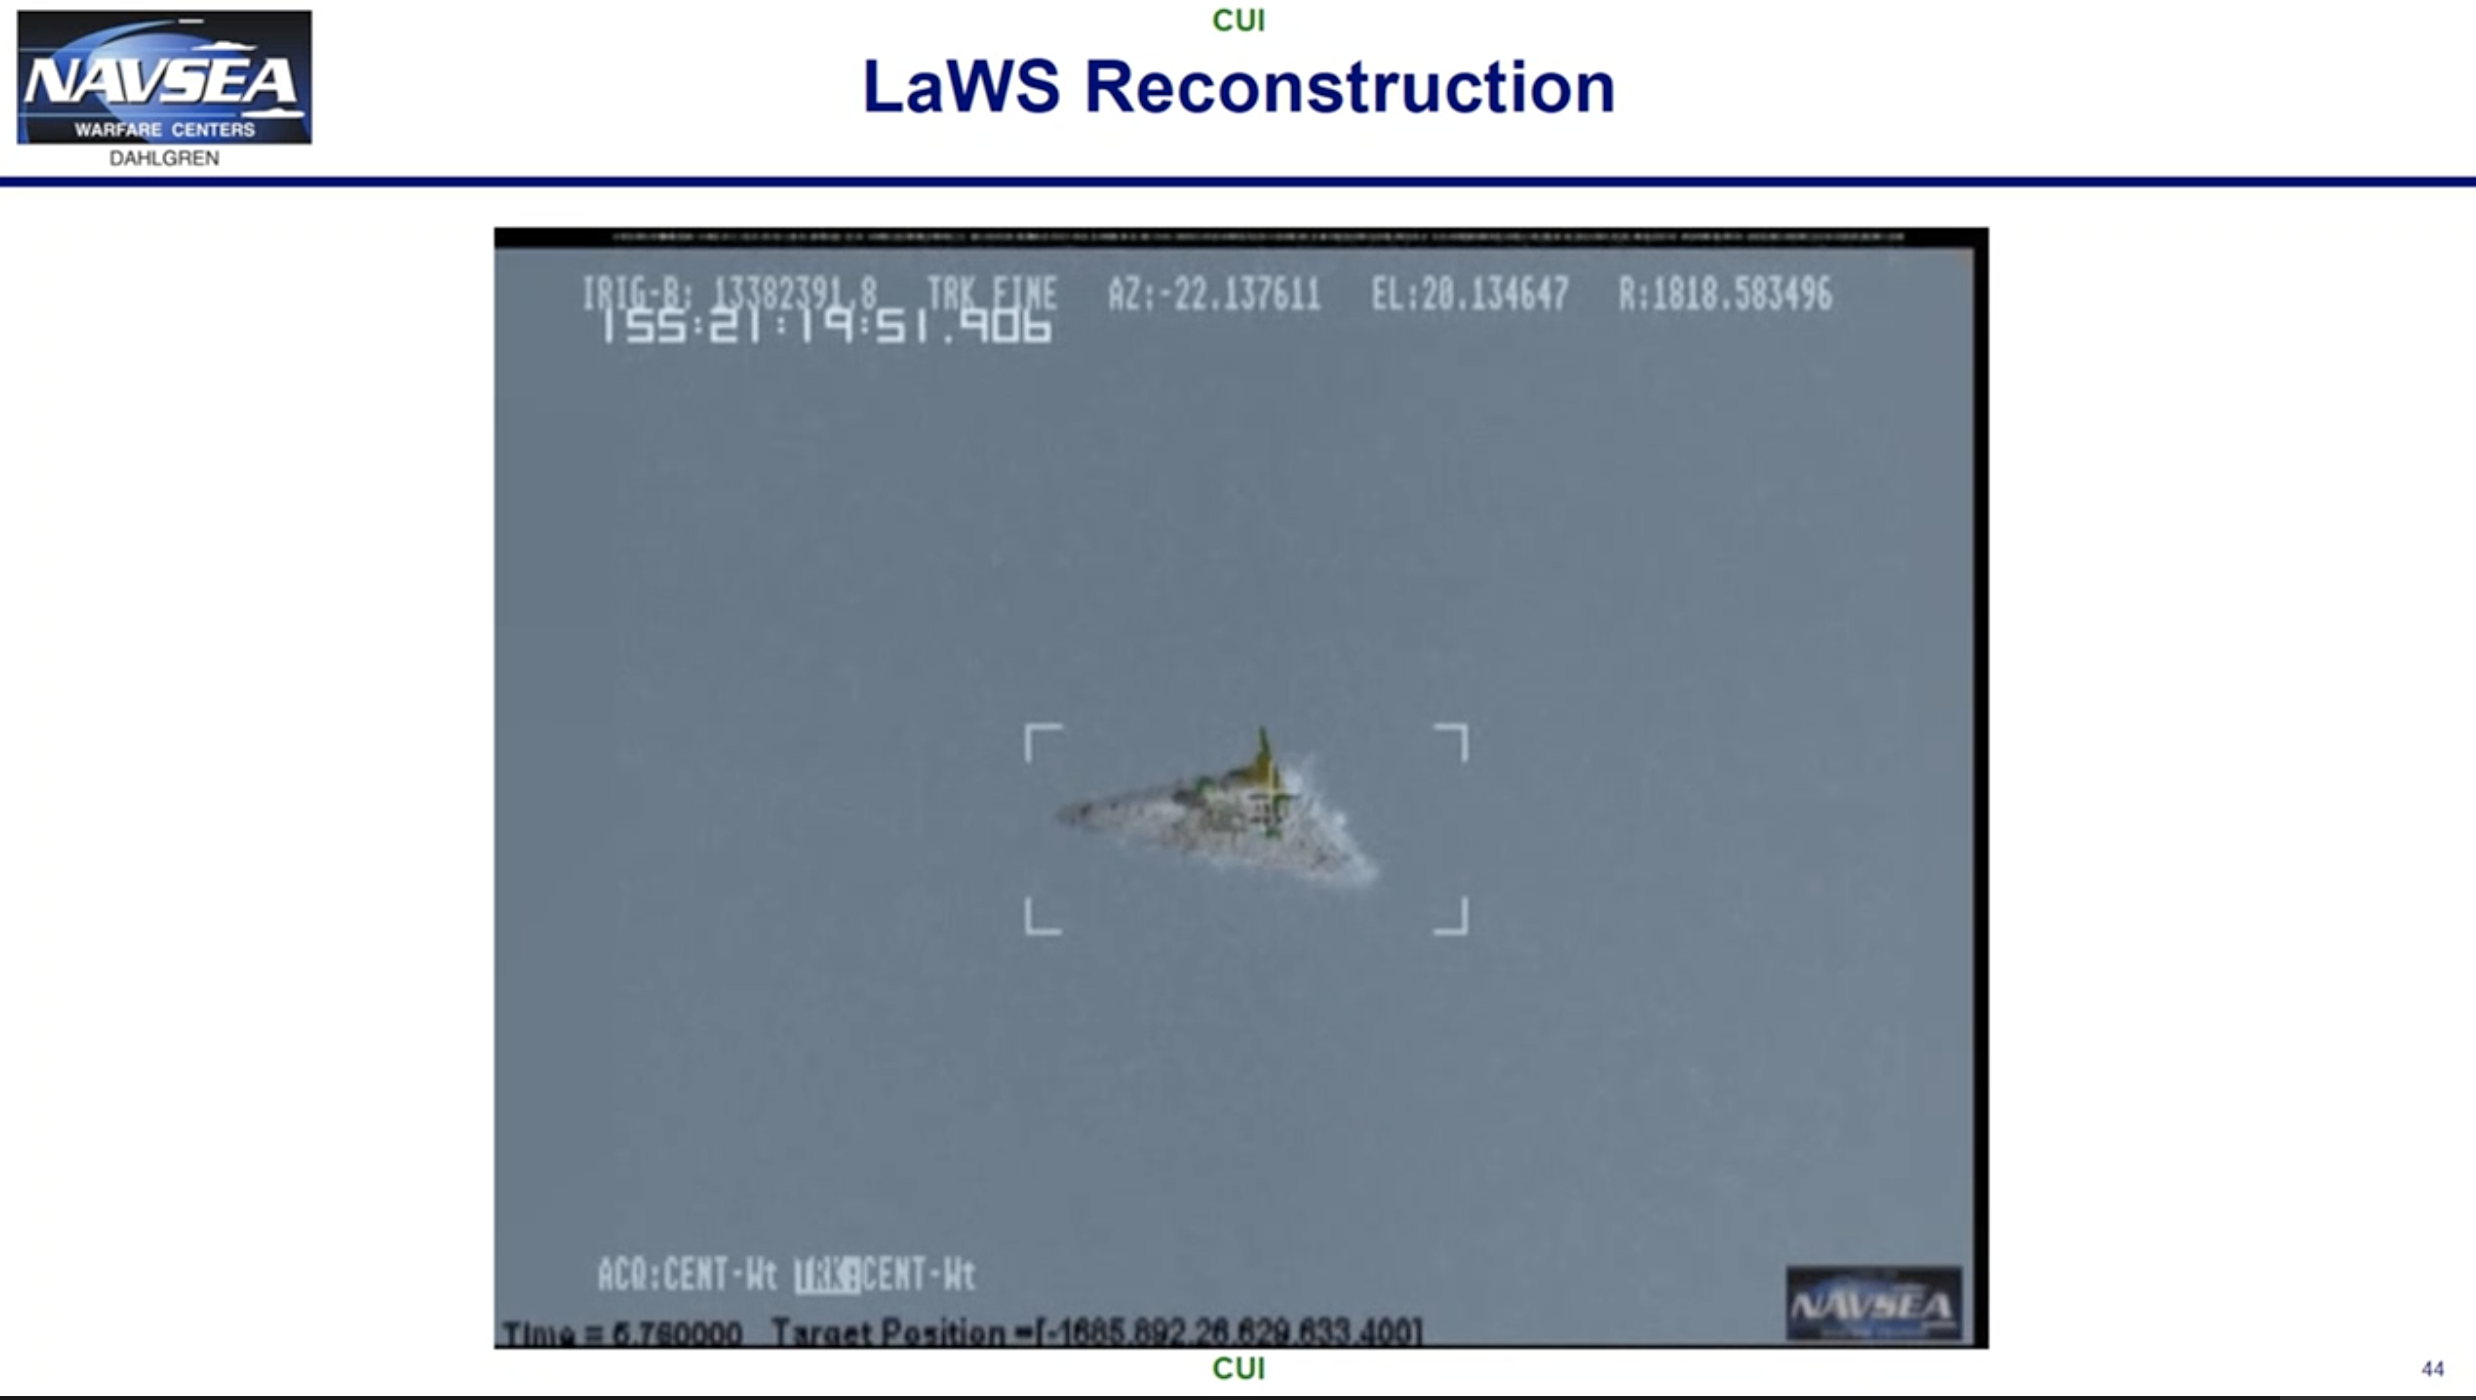 CUI
NAVSEA
WARFARE CENTERS
DAHLGREN
LaWS Reconstruction
IRIG-B: 13382391.8 TRK FINE AZ:-22.137611 EL:20.134647 R:1818.583496
155:21:19:51.906
ACQ:CENT-Wt TRK:CENT-Wt
NAVSEA
Time = 6.760000 Target Position =[-1685.892,26.629,633.400]
CUI
44